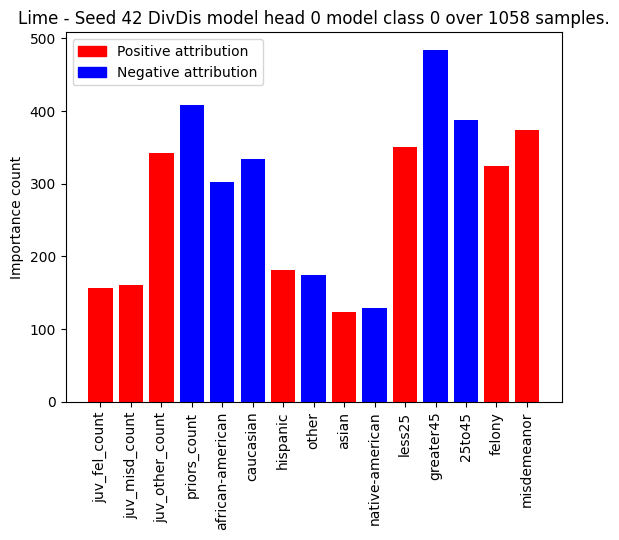 Lime - Seed 42 DivDis model head 0 model class 0 over 1058 samples.
Positive attribution
Negative attribution
Importance count
500
400
300
200
100
0
juv_fel_count
juv_misd_count
juv_other_count
priors_count
african-american
caucasian
hispanic
other
asian
native-american
less25
greater45
25to45
felony
misdemeanor